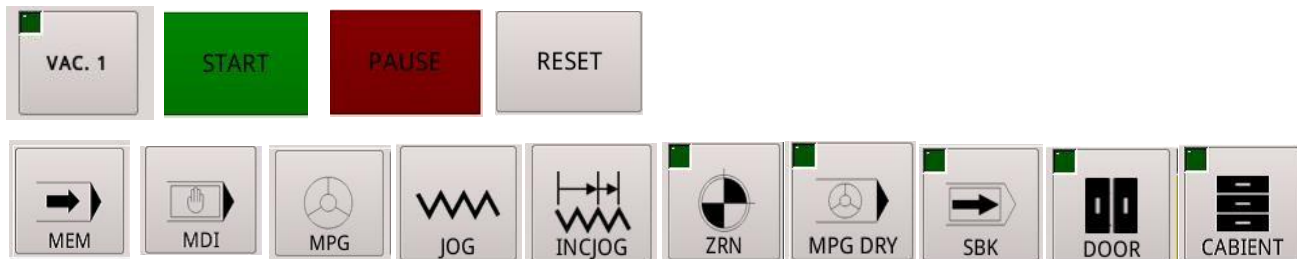 VAC. 1 START PAUSE RESET
MEM MDI MPG JOG INCJOG ZRN MPG DRY SBK DOOR CABIENT